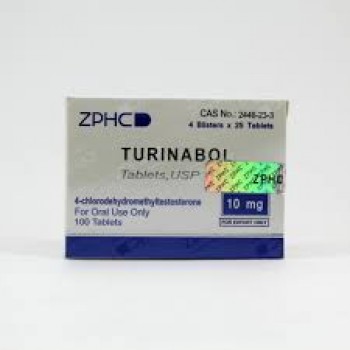 ZPHC
CAS No.: 2446-23-3
4 Blisters x 25 Tablets
TURINABOL
Tablets, USP
ZPHC
4-chlorodehydromethyltestosterone
For Oral Use Only
100 Tablets
10 mg
FOR EXPORT ONLY